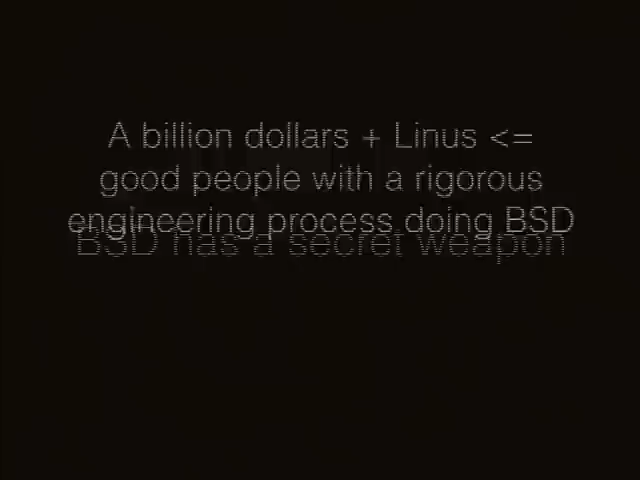 A billion dollars + Linus <=
good people with a rigorous
engineering process doing BSD
BSD has a secret weapon